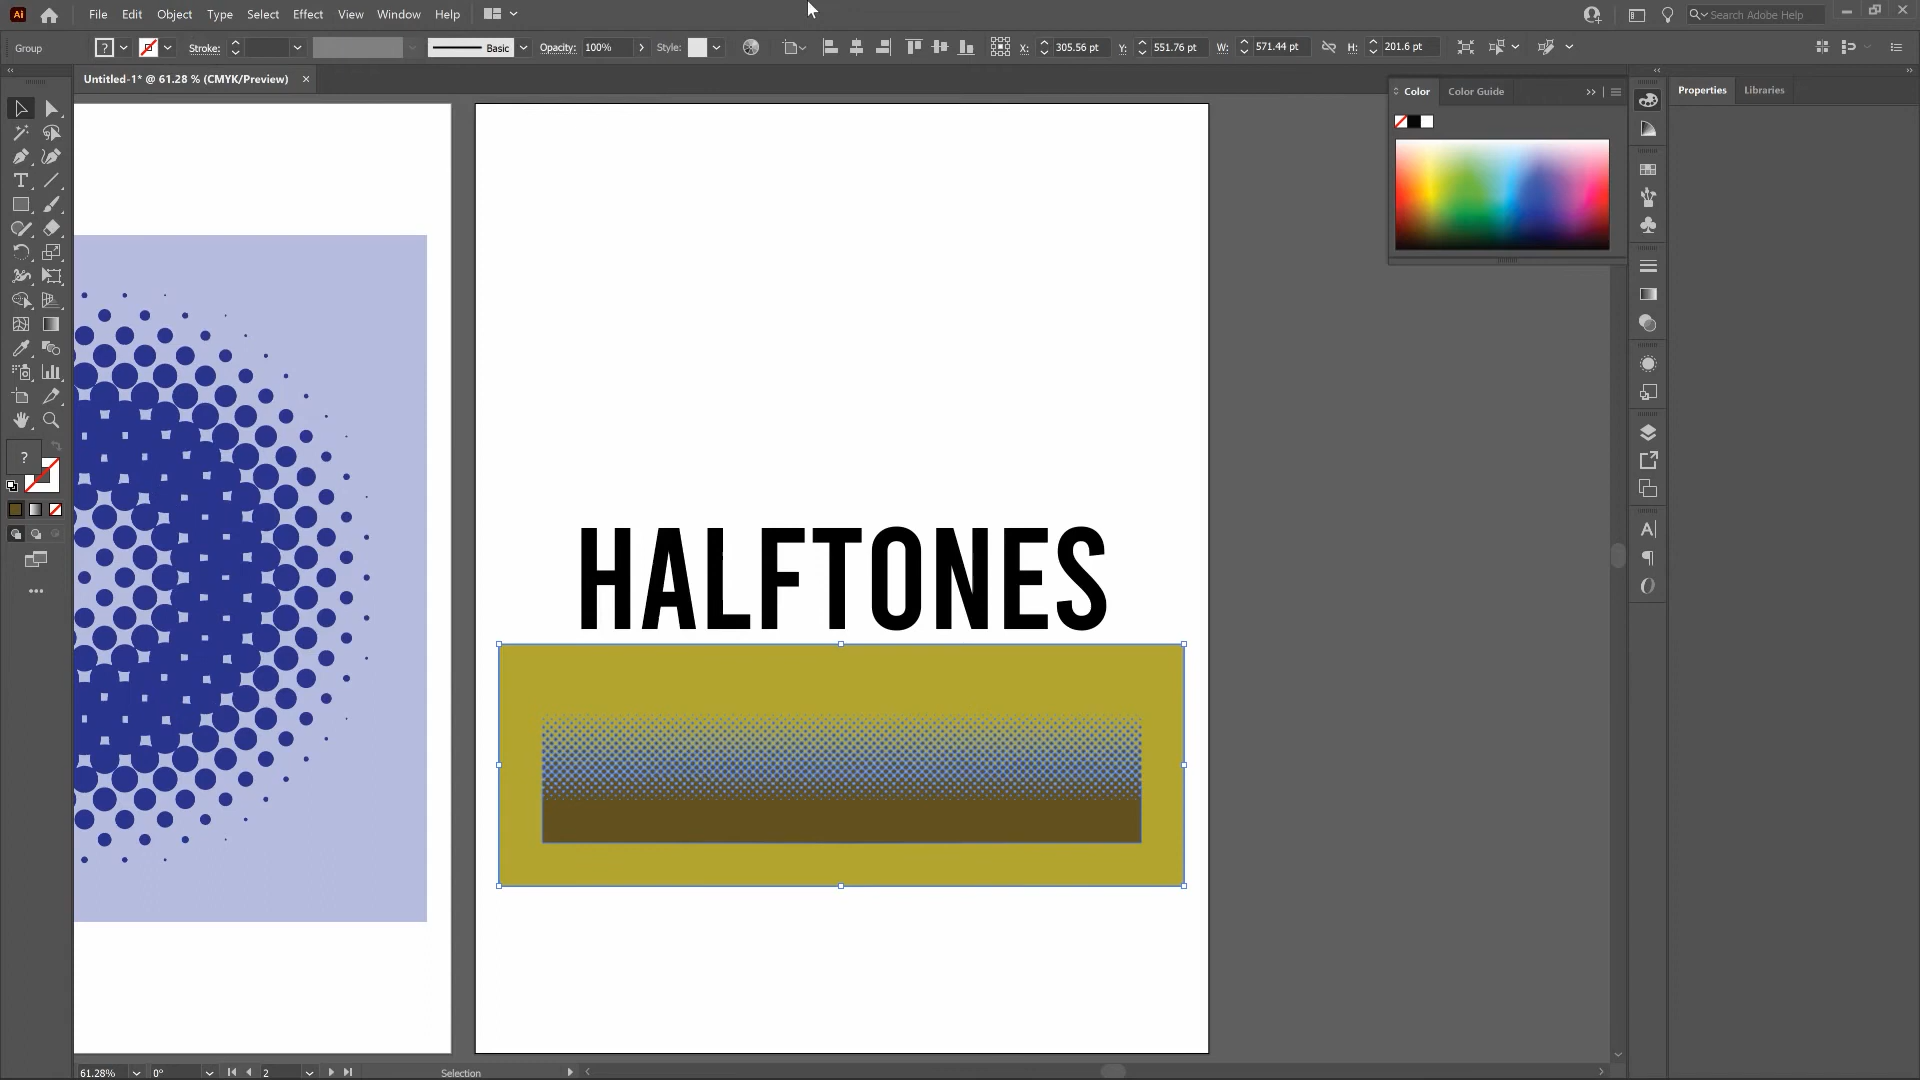 Ai File Edit Object Type Select Effect View Window Help Search Adobe Help
Group ? Stroke: Basic Opacity: 100% Style: X: 305.56 pt Y: 551.76 pt W: 571.44 pt H: 201.6 pt
Untitled-1* @ 61.28 % (CMYK/Preview) ×
Color Color Guide
Properties Libraries
HALFTONES
?
61.28% 0° 2 Selection